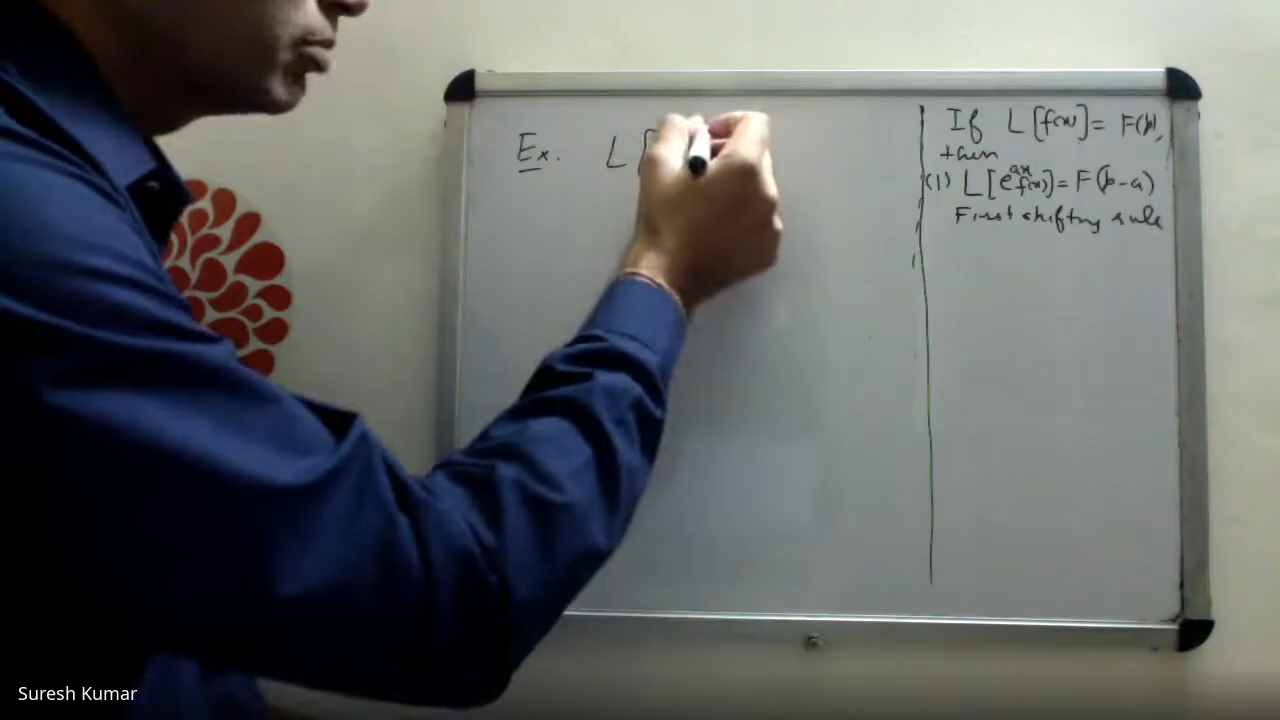 Ex. L [
If L[f(x)] = F(p),
then
(1) L[e^{ax} f(x)] = F(p-a)
First shifting rule
Suresh Kumar